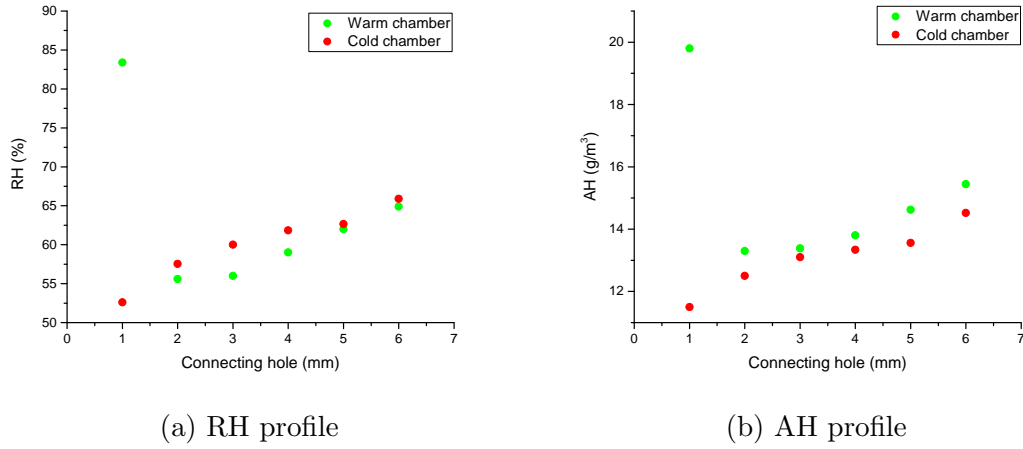 90
85
80
75
70
65
60
55
50
RH (%)
0 1 2 3 4 5 6 7
Connecting hole (mm)
Warm chamber
Cold chamber
(a) RH profile
20
18
16
14
12
AH (g/m³)
0 1 2 3 4 5 6 7
Connecting hole (mm)
Warm chamber
Cold chamber
(b) AH profile